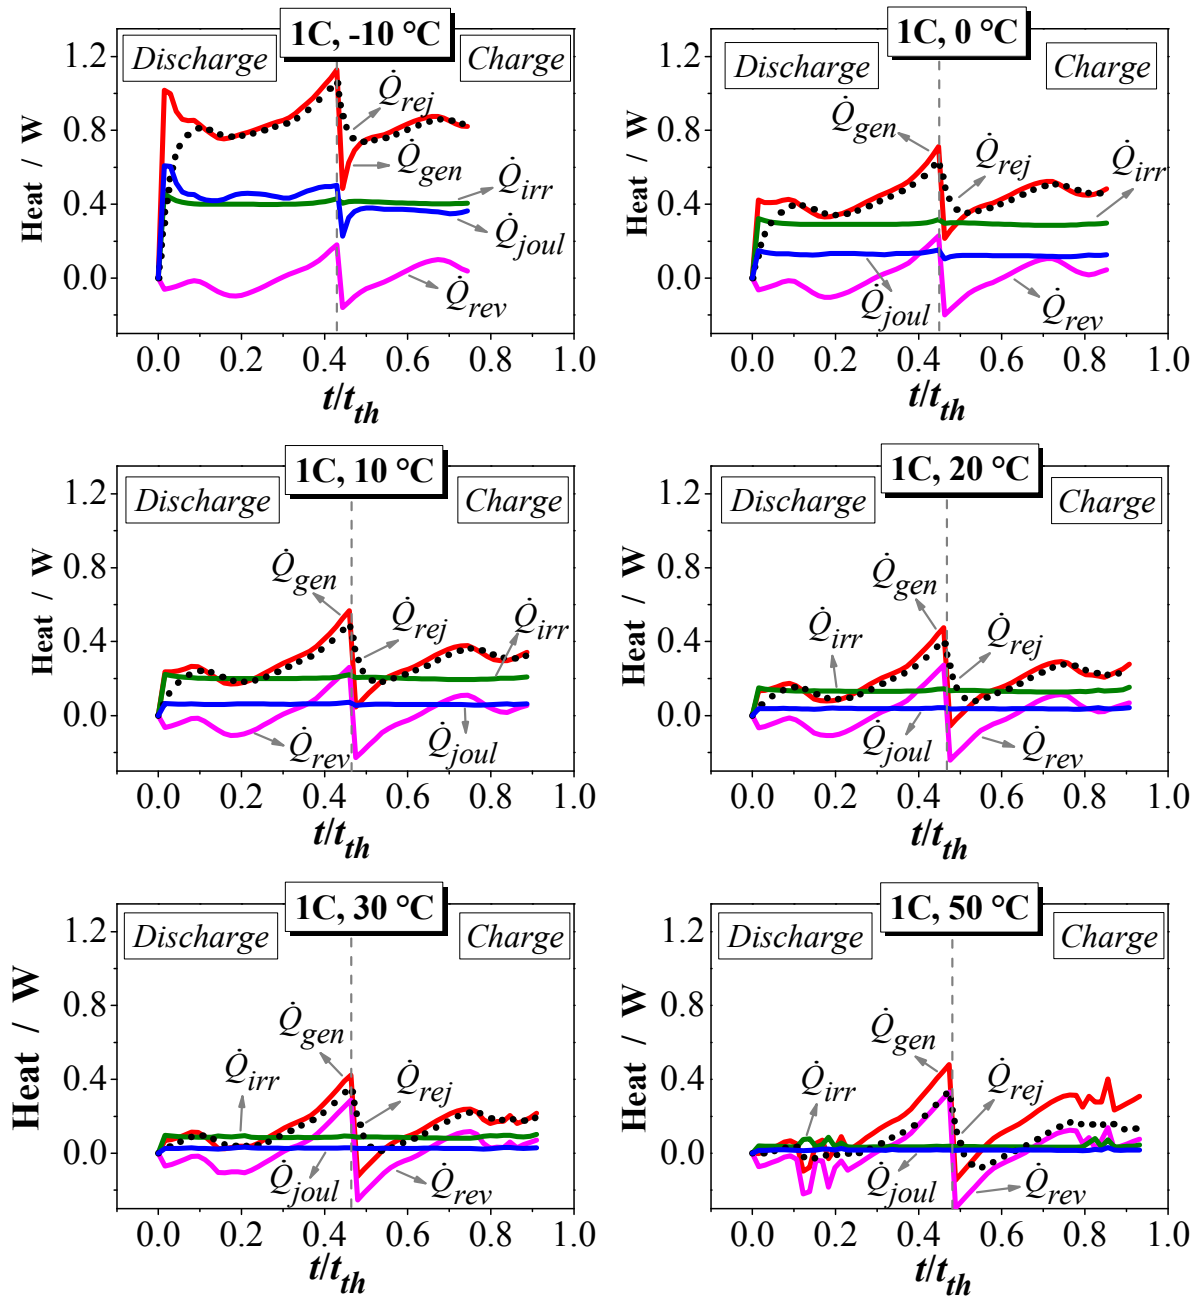 1C, -10 °C
Discharge
Charge
Heat / W
1.2
0.8
0.4
0.0
Q̇rej
Q̇gen
Q̇irr
Q̇joul
Q̇rev
0.0 0.2 0.4 0.6 0.8 1.0
t/tth
1C, 0 °C
Discharge
Charge
Heat / W
1.2
0.8
0.4
0.0
Q̇gen
Q̇rej
Q̇irr
Q̇joul
Q̇rev
0.0 0.2 0.4 0.6 0.8 1.0
t/tth
1C, 10 °C
Discharge
Charge
Heat / W
1.2
0.8
0.4
0.0
Q̇gen
Q̇rej
Q̇irr
Q̇rev
Q̇joul
0.0 0.2 0.4 0.6 0.8 1.0
t/tth
1C, 20 °C
Discharge
Charge
Heat / W
1.2
0.8
0.4
0.0
Q̇gen
Q̇irr
Q̇rej
Q̇joul
Q̇rev
0.0 0.2 0.4 0.6 0.8 1.0
t/tth
1C, 30 °C
Discharge
Charge
Heat / W
1.2
0.8
0.4
0.0
Q̇gen
Q̇irr
Q̇rej
Q̇joul
Q̇rev
0.0 0.2 0.4 0.6 0.8 1.0
t/tth
1C, 50 °C
Discharge
Charge
Heat / W
1.2
0.8
0.4
0.0
Q̇gen
Q̇irr
Q̇rej
Q̇joul
Q̇rev
0.0 0.2 0.4 0.6 0.8 1.0
t/tth